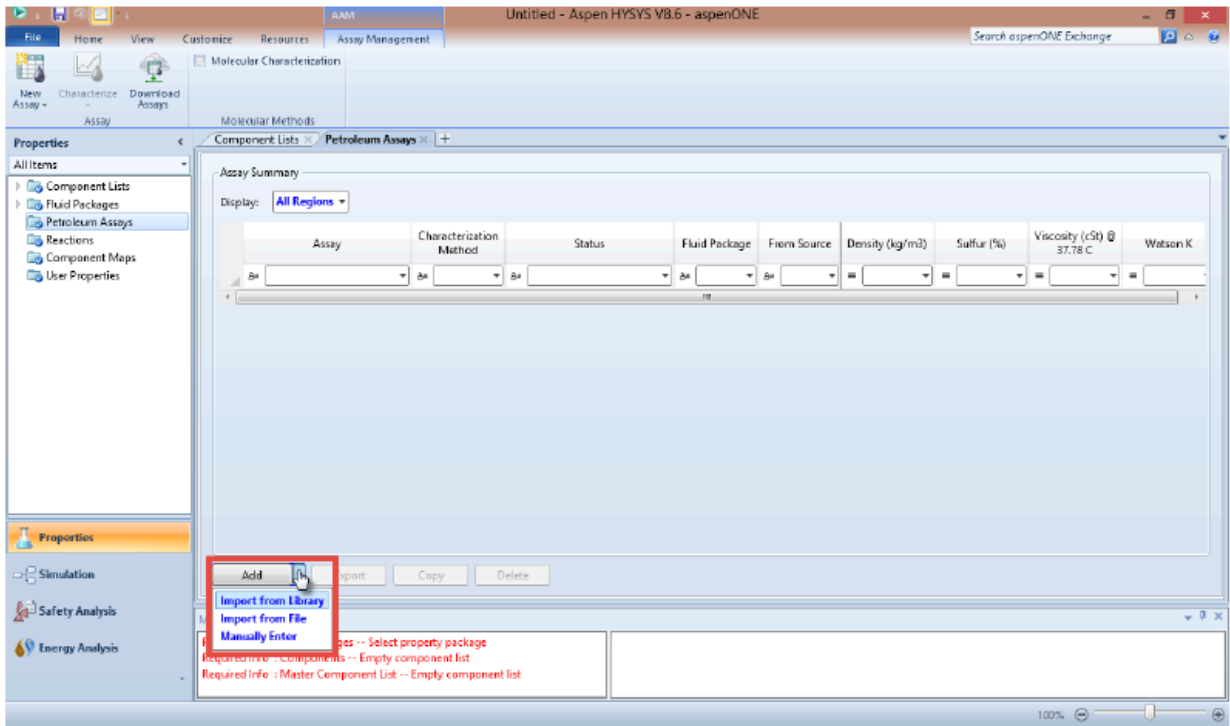 AAM
Untitled - Aspen HYSYS V8.6 - aspenONE
File Home View Customize Resources Assay Management
Search aspenONE Exchange
Molecular Characterization
New Assay
Characterize
Download Assays
Assay
Molecular Methods
Properties
Component Lists
Petroleum Assays
All Items
Component Lists
Fluid Packages
Petroleum Assays
Reactions
Component Maps
User Properties
Assay Summary
Display: All Regions
Assay
Characterization Method
Status
Fluid Package
From Source
Density (kg/m3)
Sulfur (%)
Viscosity (cSt) @ 37.78 C
Watson K
Properties
Simulation
Safety Analysis
Energy Analysis
Add
Copy
Delete
Import from Library
Import from File
Manually Enter
-- Select property package
Required Info : Components -- Empty component list
Required Info : Master Component List -- Empty component list
100%